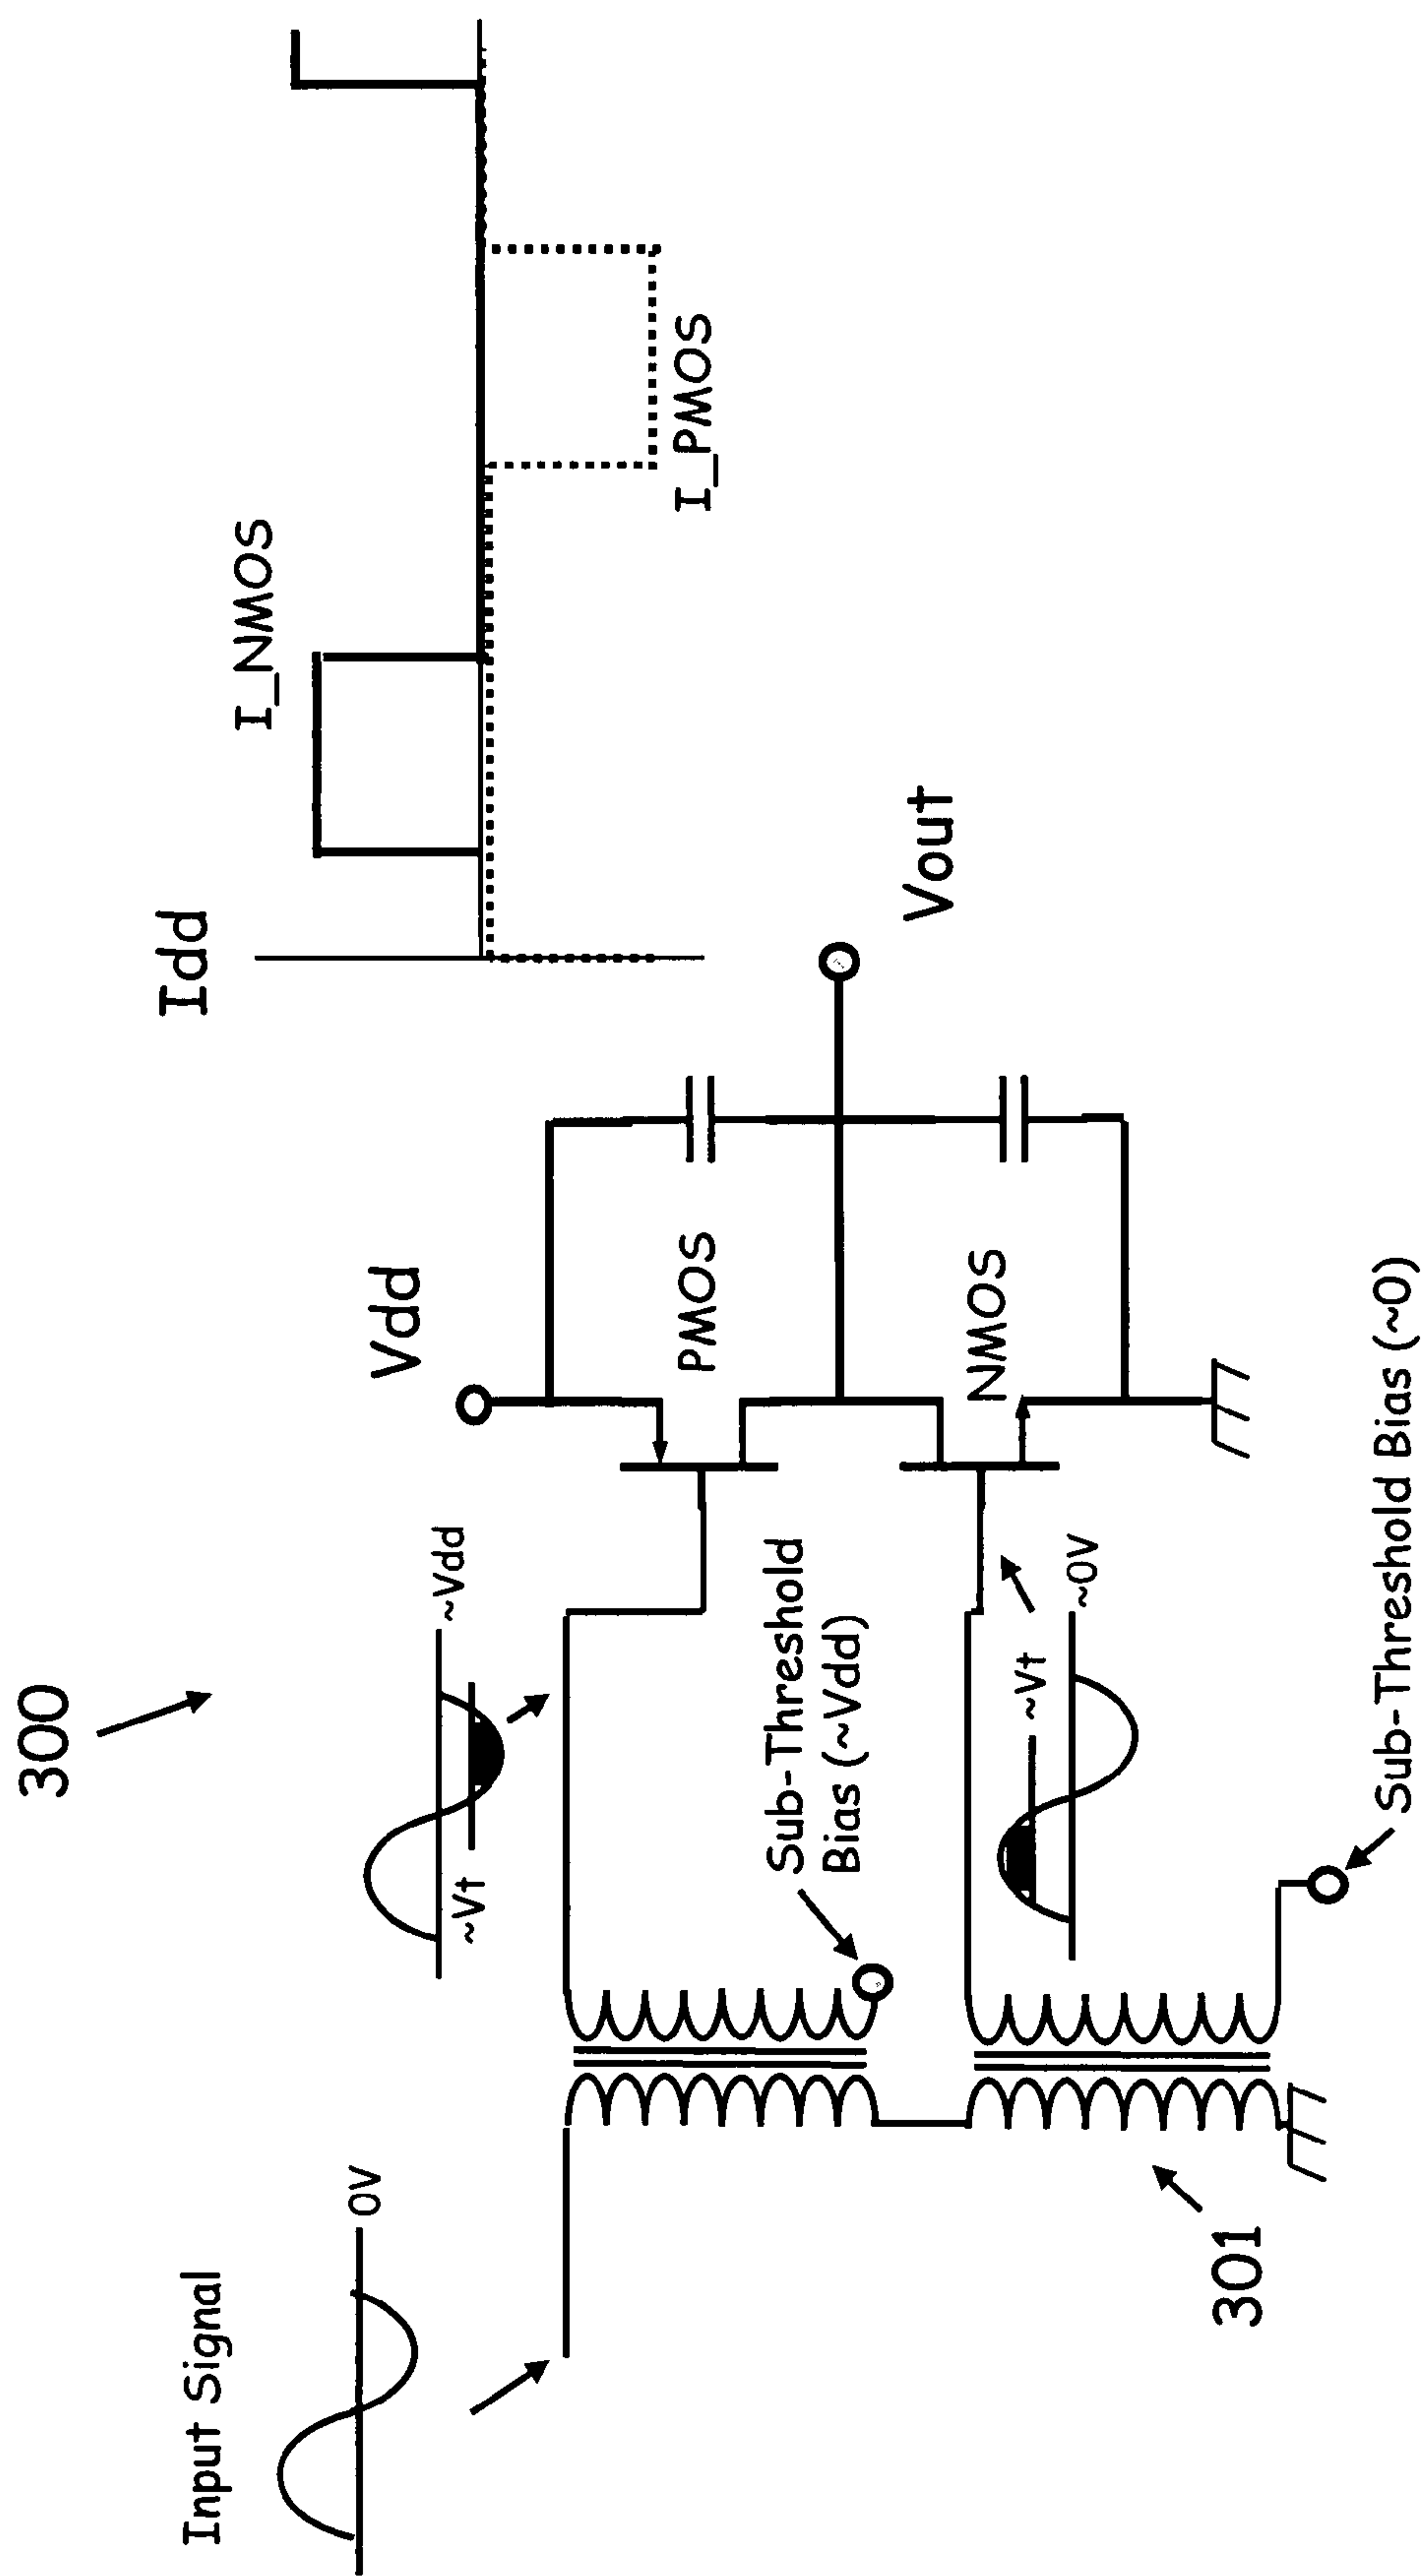 300
Input Signal
0V
~Vt
~Vdd
Vdd
Idd
I_NMOS
I_PMOS
PMOS
Sub-Threshold
Bias (~Vdd)
Vout
NMOS
~Vt
~0V
301
Sub-Threshold Bias (~0)